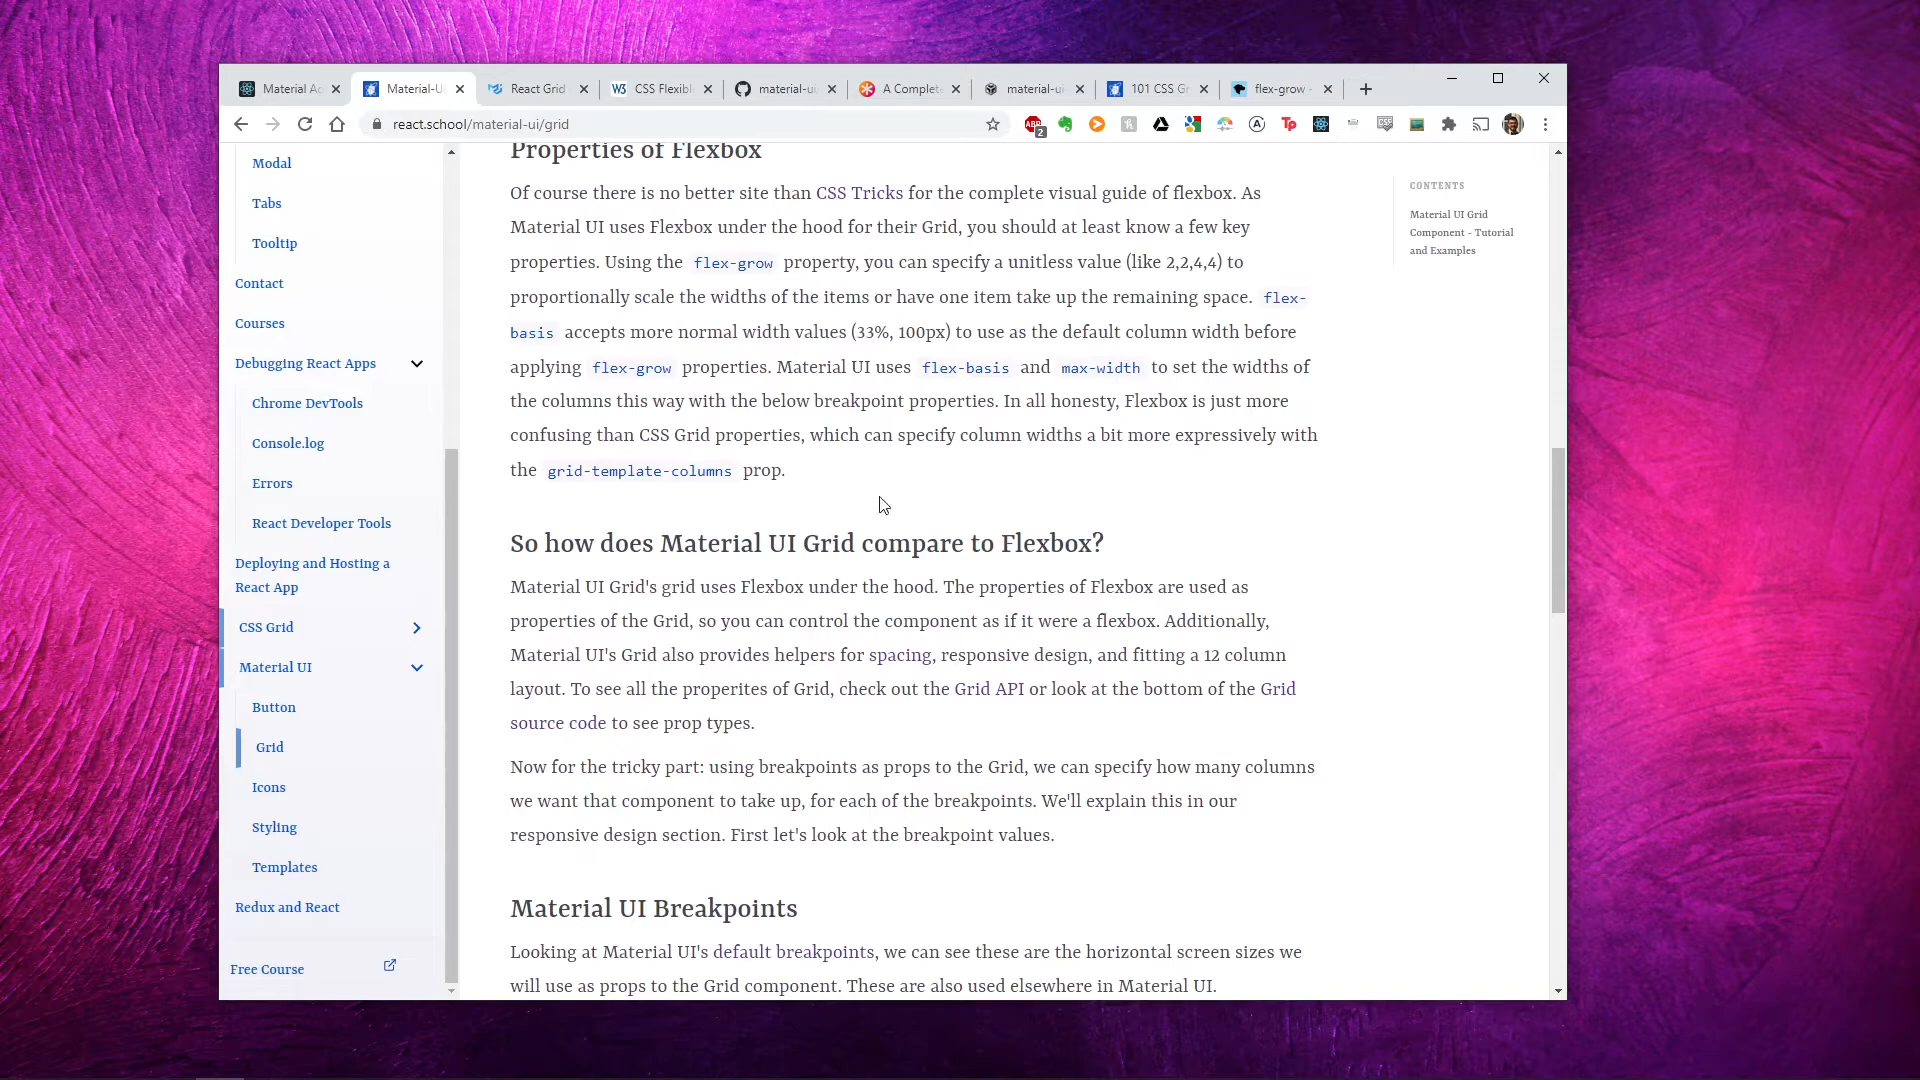 Material Ac
Material-U
React Grid
CSS Flexibl
material-ui
A Complete
material-ui
101 CSS Gr
flex-grow -
react.school/material-ui/grid
Modal
Tabs
Tooltip
Contact
Courses
Debugging React Apps
Chrome DevTools
Console.log
Errors
React Developer Tools
Deploying and Hosting a
React App
CSS Grid
Material UI
Button
Grid
Icons
Styling
Templates
Redux and React
Free Course
Properties of Flexbox
Of course there is no better site than CSS Tricks for the complete visual guide of flexbox. As
Material UI uses Flexbox under the hood for their Grid, you should at least know a few key
properties. Using the flex-grow property, you can specify a unitless value (like 2,2,4,4) to
proportionally scale the widths of the items or have one item take up the remaining space. flex-
basis accepts more normal width values (33%, 100px) to use as the default column width before
applying flex-grow properties. Material UI uses flex-basis and max-width to set the widths of
the columns this way with the below breakpoint properties. In all honesty, Flexbox is just more
confusing than CSS Grid properties, which can specify column widths a bit more expressively with
the grid-template-columns prop.
So how does Material UI Grid compare to Flexbox?
Material UI Grid's grid uses Flexbox under the hood. The properties of Flexbox are used as
properties of the Grid, so you can control the component as if it were a flexbox. Additionally,
Material UI's Grid also provides helpers for spacing, responsive design, and fitting a 12 column
layout. To see all the properites of Grid, check out the Grid API or look at the bottom of the Grid
source code to see prop types.
Now for the tricky part: using breakpoints as props to the Grid, we can specify how many columns
we want that component to take up, for each of the breakpoints. We'll explain this in our
responsive design section. First let's look at the breakpoint values.
Material UI Breakpoints
Looking at Material UI's default breakpoints, we can see these are the horizontal screen sizes we
will use as props to the Grid component. These are also used elsewhere in Material UI.
CONTENTS
Material UI Grid
Component - Tutorial
and Examples